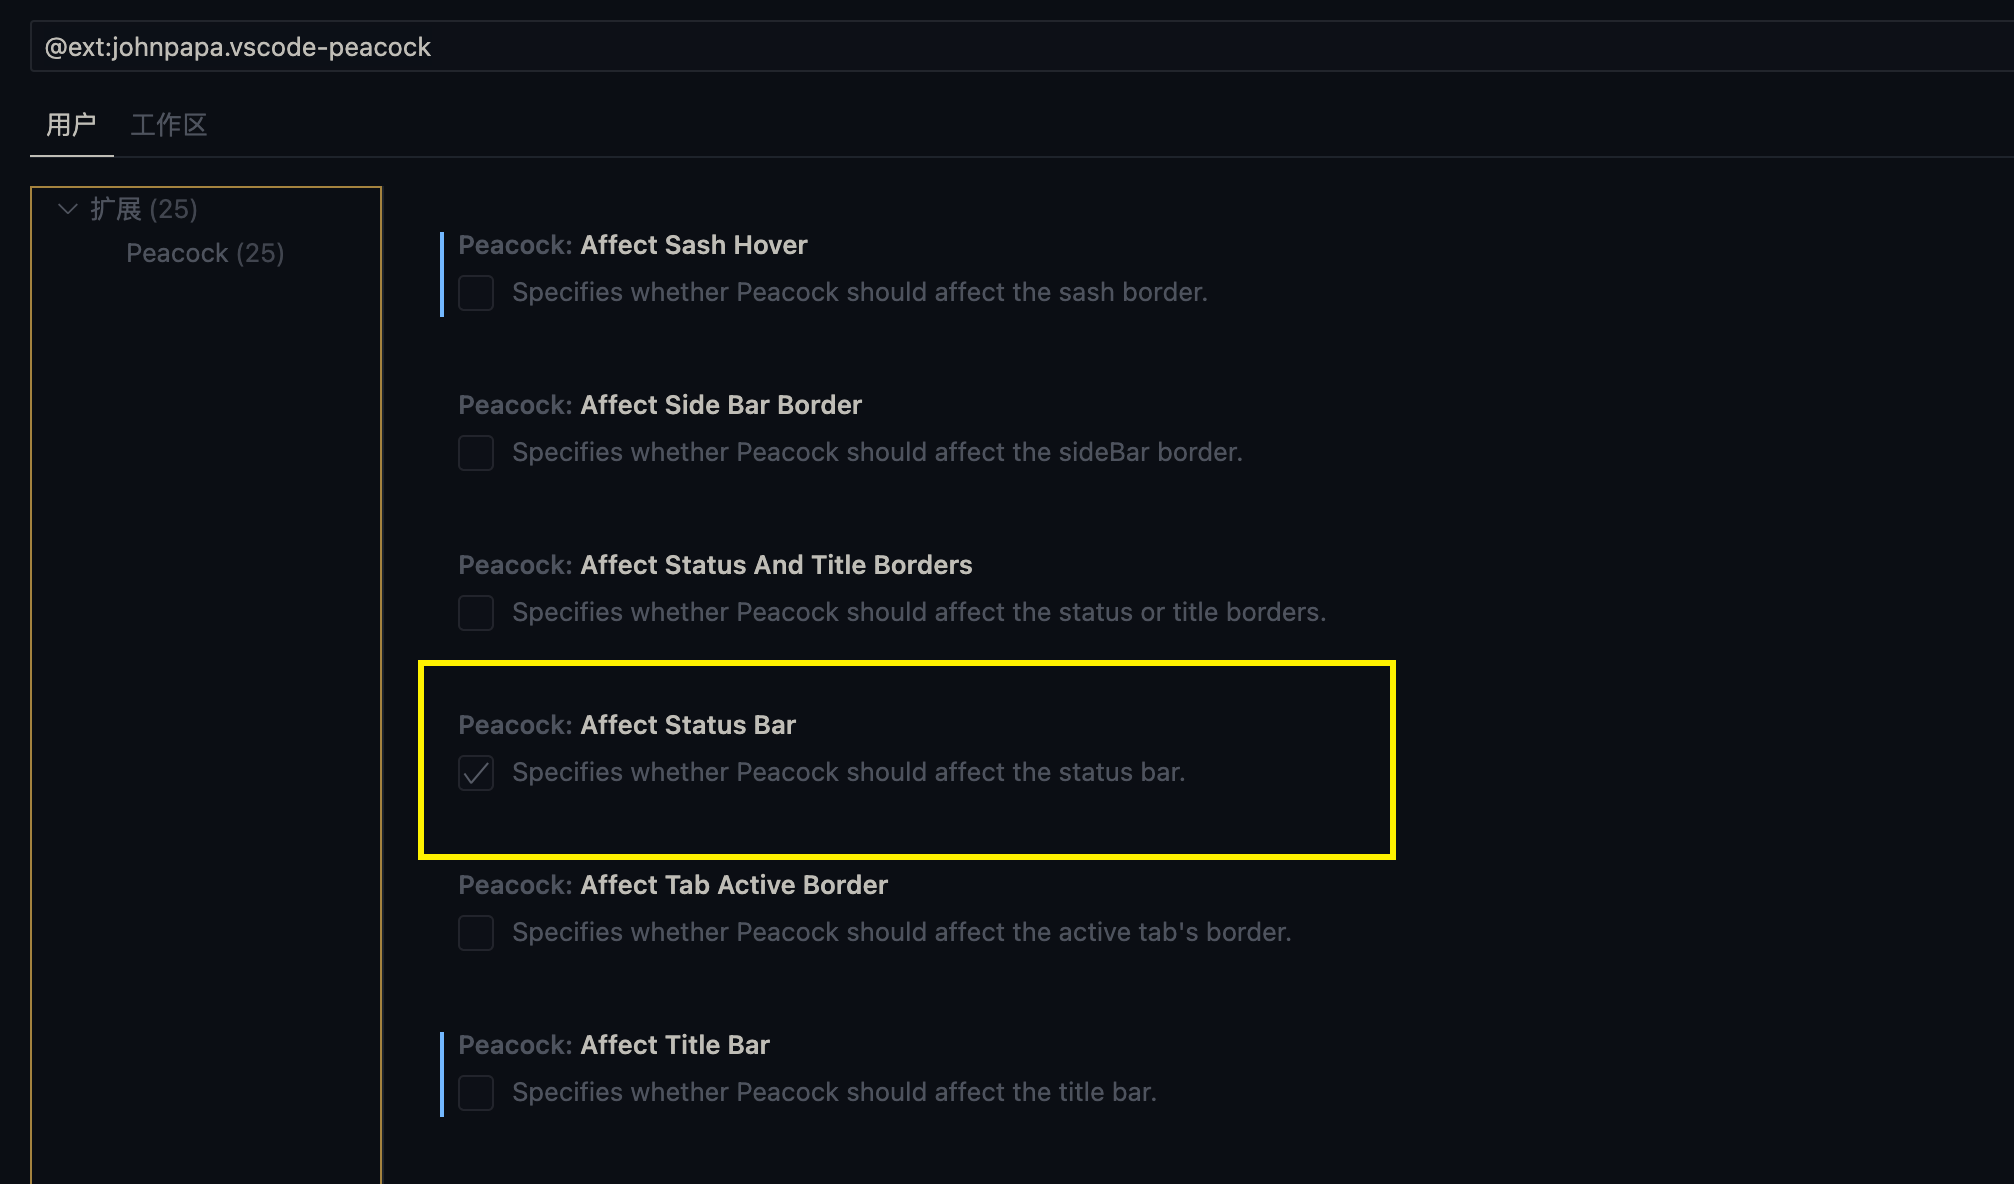 @ext:johnpapa.vscode-peacock
用户 工作区
扩展 (25)
Peacock (25)
Peacock: Affect Sash Hover
Specifies whether Peacock should affect the sash border.
Peacock: Affect Side Bar Border
Specifies whether Peacock should affect the sideBar border.
Peacock: Affect Status And Title Borders
Specifies whether Peacock should affect the status or title borders.
Peacock: Affect Status Bar
Specifies whether Peacock should affect the status bar.
Peacock: Affect Tab Active Border
Specifies whether Peacock should affect the active tab's border.
Peacock: Affect Title Bar
Specifies whether Peacock should affect the title bar.